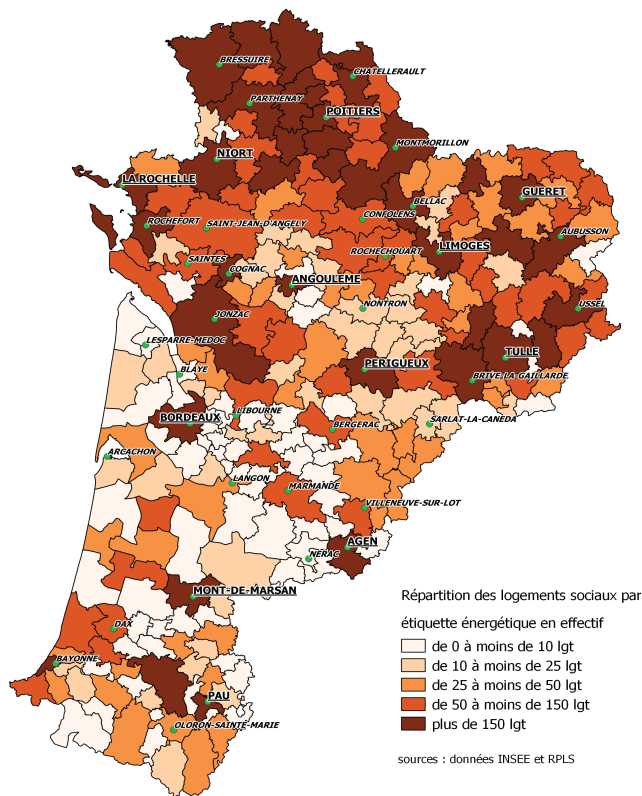 BRESSUIRE
CHATELLERAULT
PARTHENAY
POITIERS
MONTMORILLON
NIORT
LA ROCHELLE
GUERET
BELLAC
ROCHEFORT
SAINT-JEAN-D'ANGELY
CONFOLENS
AUBUSSON
LIMOGES
ROCHECHOUART
SAINTES
COGNAC
ANGOULEME
NONTRON
USSEL
JONZAC
LESPARRE-MEDOC
TULLE
PERIGUEUX
BLAYE
BRIVE-LA-GAILLARDE
LIBOURNE
BORDEAUX
SARLAT-LA-CANEDA
BERGERAC
ARCACHON
LANGON
MARMANDE
VILLENEUVE-SUR-LOT
AGEN
NERAC
MONT-DE-MARSAN
DAX
BAYONNE
PAU
OLORON-SAINTE-MARIE
Répartition des logements sociaux par
étiquette énergétique en effectif
de 0 à moins de 10 lgt
de 10 à moins de 25 lgt
de 25 à moins de 50 lgt
de 50 à moins de 150 lgt
plus de 150 lgt
sources : données INSEE et RPLS